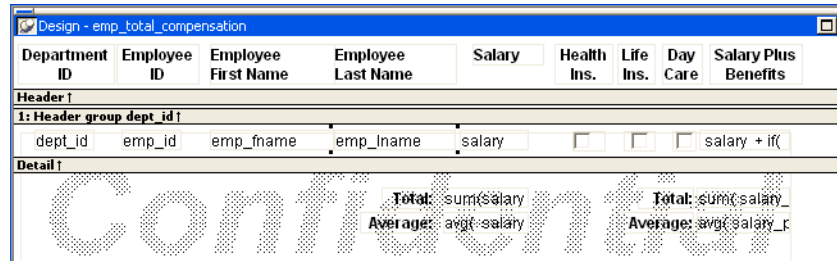 Design - emp_total_compensation
Department ID Employee ID Employee First Name Employee Last Name Salary Health Ins. Life Ins. Day Care Salary Plus Benefits
Header ↑
1: Header group dept_id ↑
dept_id emp_id emp_fname emp_lname salary salary + if(
Detail ↑
Confidential
Total: sum(salary Total: sum( salary_
Average: avg( salary Average: avg( salary_p